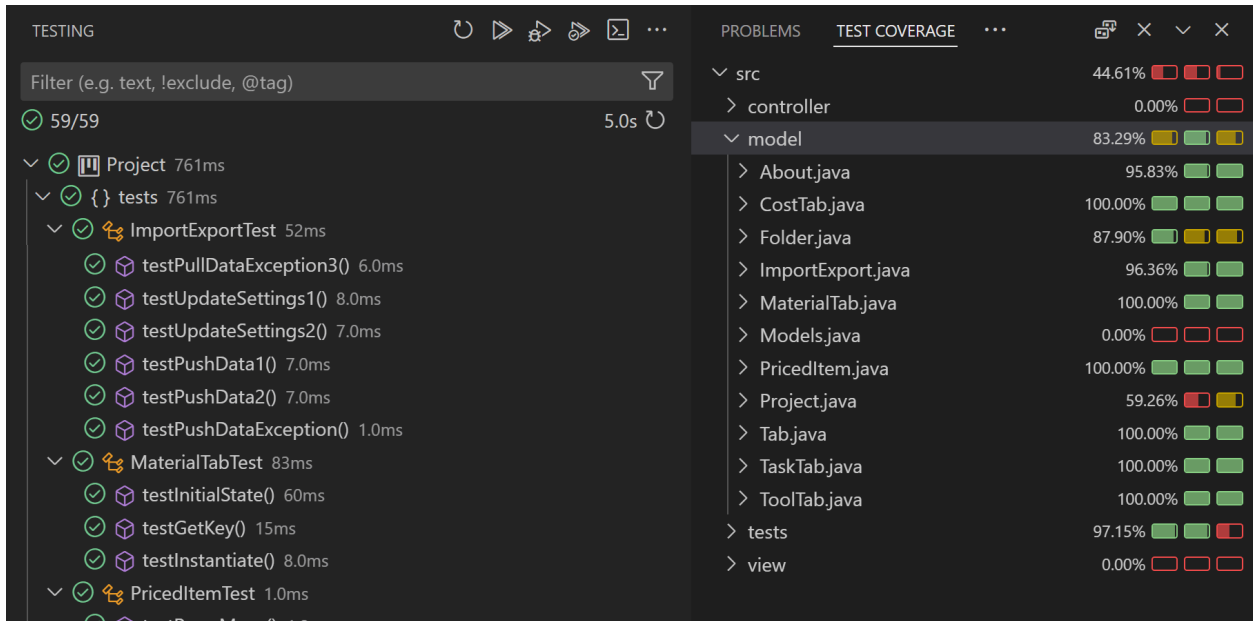 TESTING
Filter (e.g. text, !exclude, @tag)
59/59 5.0s
Project 761ms
{} tests 761ms
ImportExportTest 52ms
testPullDataException3() 6.0ms
testUpdateSettings1() 8.0ms
testUpdateSettings2() 7.0ms
testPushData1() 7.0ms
testPushData2() 7.0ms
testPushDataException() 1.0ms
MaterialTabTest 83ms
testInitialState() 60ms
testGetKey() 15ms
testInstantiate() 8.0ms
PricedItemTest 1.0ms
PROBLEMS TEST COVERAGE
src 44.61%
controller 0.00%
model 83.29%
About.java 95.83%
CostTab.java 100.00%
Folder.java 87.90%
ImportExport.java 96.36%
MaterialTab.java 100.00%
Models.java 0.00%
PricedItem.java 100.00%
Project.java 59.26%
Tab.java 100.00%
TaskTab.java 100.00%
ToolTab.java 100.00%
tests 97.15%
view 0.00%